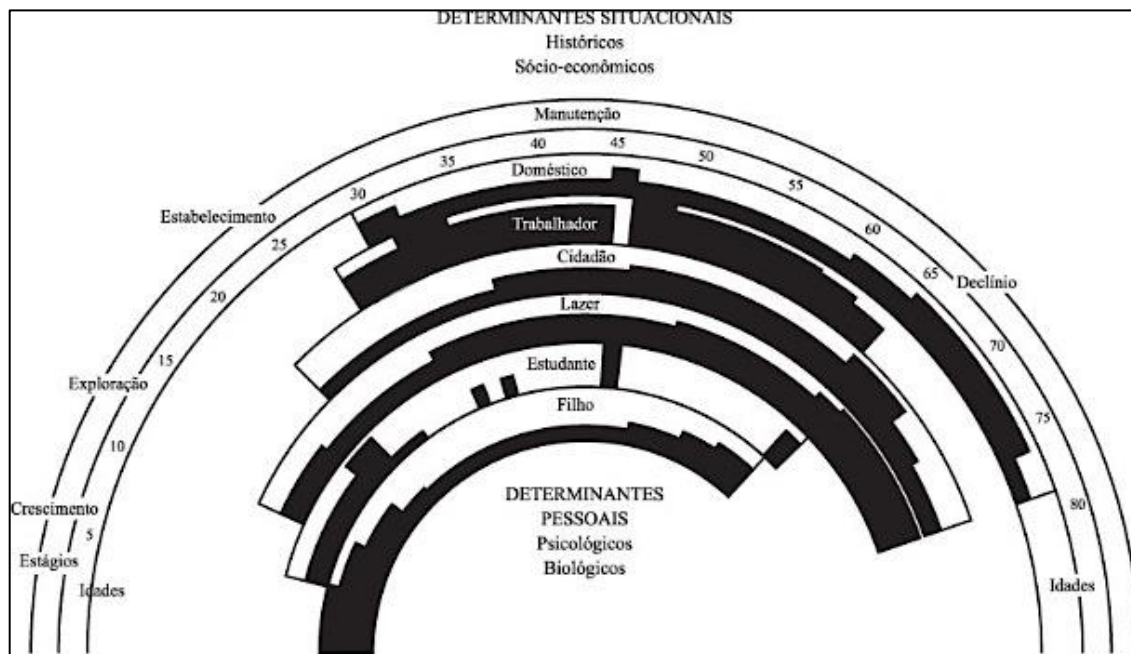 DETERMINANTES SITUACIONAIS
Históricos
Sócio-econômicos
Manutenção
45
40
50
35
55
Doméstico
30
Estabelecimento
Trabalhador
60
25
Cidadão
65
Declínio
20
Lazer
70
15
Estudante
Exploração
Filho
75
10
DETERMINANTES
PESSOAIS
Psicológicos
Biológicos
Crescimento
80
5
Estágios
Idades
Idades